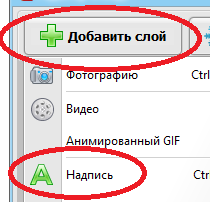 Добавить слой
Фотографию Ctrl
Видео
Анимированный GIF
Надпись Ctr